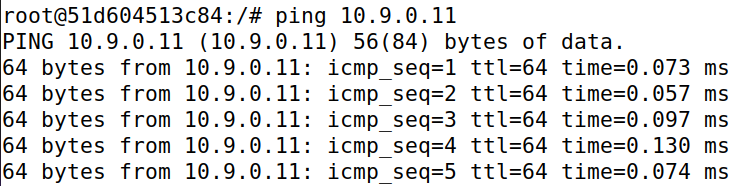 root@51d604513c84:/# ping 10.9.0.11
PING 10.9.0.11 (10.9.0.11) 56(84) bytes of data.
64 bytes from 10.9.0.11: icmp_seq=1 ttl=64 time=0.073 ms
64 bytes from 10.9.0.11: icmp_seq=2 ttl=64 time=0.057 ms
64 bytes from 10.9.0.11: icmp_seq=3 ttl=64 time=0.097 ms
64 bytes from 10.9.0.11: icmp_seq=4 ttl=64 time=0.130 ms
64 bytes from 10.9.0.11: icmp_seq=5 ttl=64 time=0.074 ms